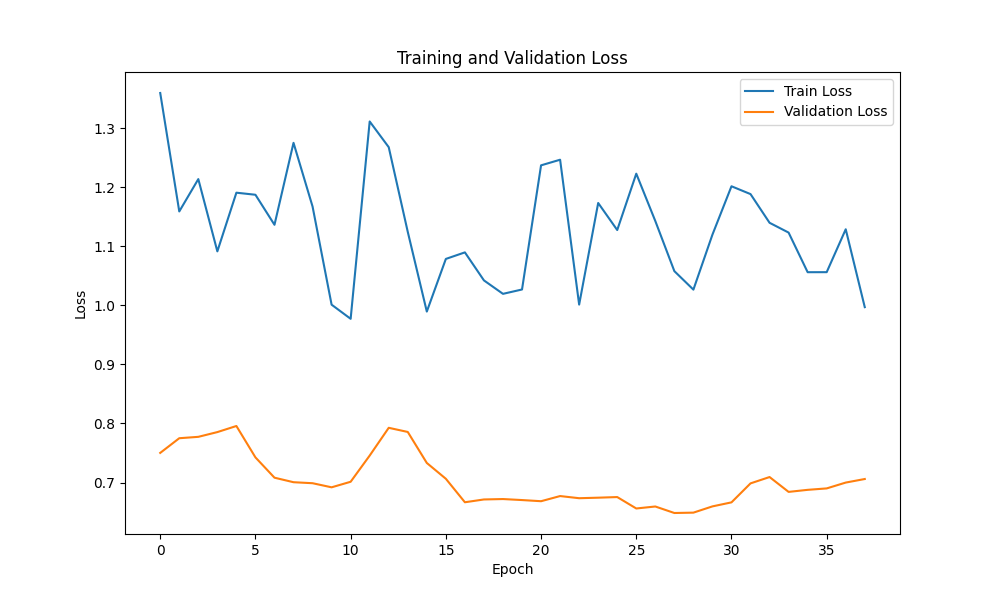 Training and Validation Loss
Train Loss
Validation Loss
1.3
1.2
1.1
1.0
0.9
0.8
0.7
Loss
0 5 10 15 20 25 30 35
Epoch